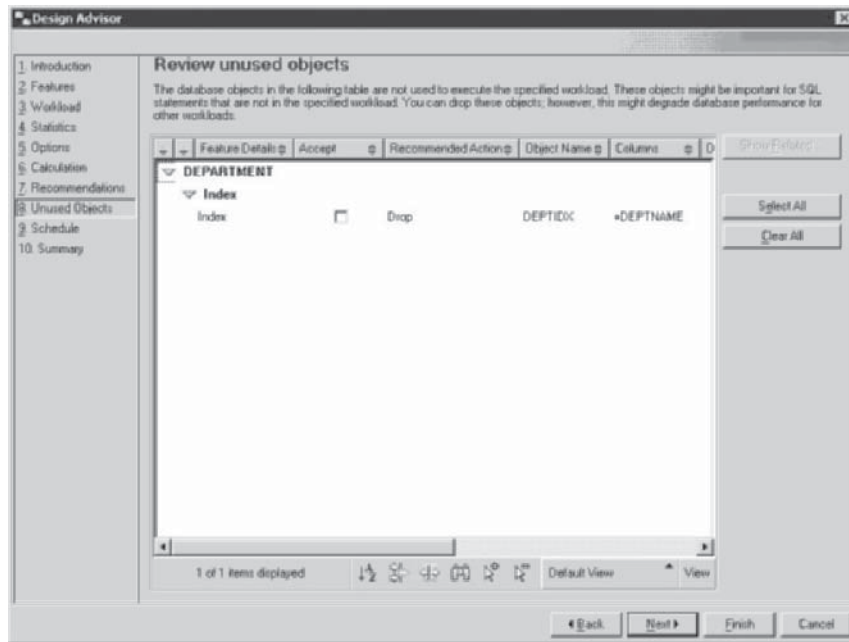 Design Advisor
1. Introduction
2. Features
3. Workload
4. Statistics
5. Options
6. Calculation
7. Recommendations
8. Unused Objects
9. Schedule
10. Summary
Review unused objects
The database objects in the following table are not used to execute the specified workload. These objects might be important for SQL
statements that are not in the specified workload. You can drop these objects; however, this might degrade database performance for
other workloads.
Feature Details Accept Recommended Action Object Name Columns D
DEPARTMENT
Index
Index Drop DEPTIDX +DEPTNAME
Show Related...
Select All
Clear All
1 of 1 items displayed Default View View
Back Next Finish Cancel